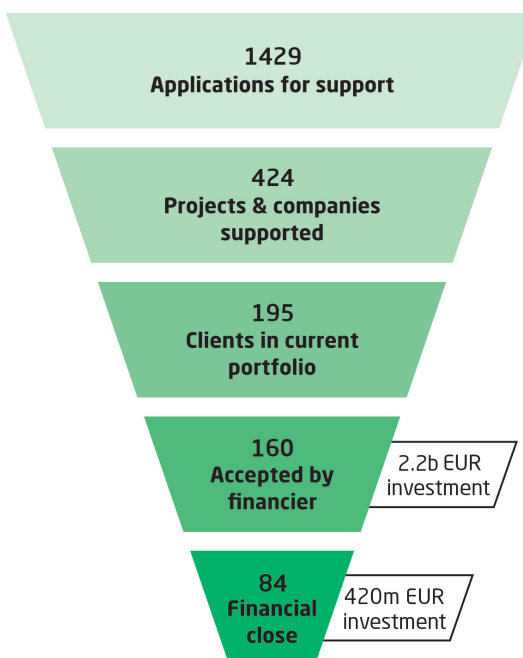 1429
Applications for support
424
Projects & companies
supported
195
Clients in current
portfolio
160
Accepted by
financier
2.2b EUR
investment
84
Financial
close
420m EUR
investment